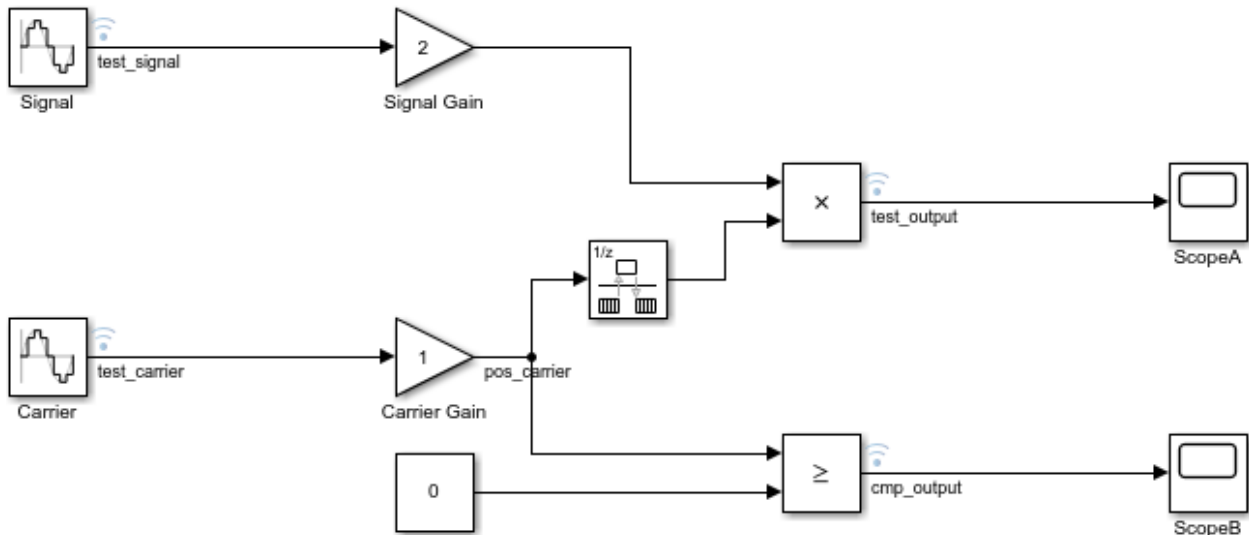 test_signal
Signal
2
Signal Gain
×
test_output
ScopeA
1/z
test_carrier
Carrier
1
pos_carrier
Carrier Gain
0
≥
cmp_output
ScopeB